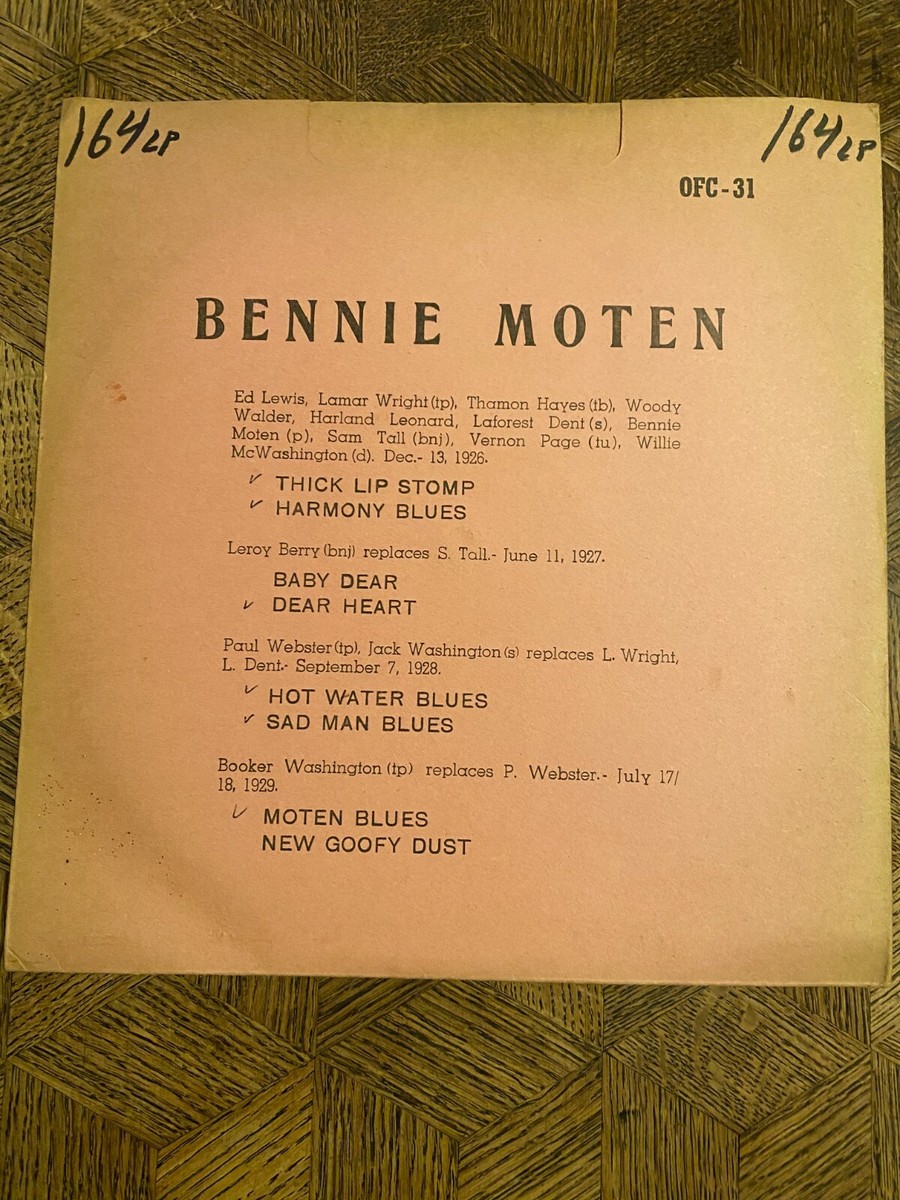 164 LP 164 LP
OFC-31
BENNIE MOTEN
Ed Lewis, Lamar Wright (tp), Thamon Hayes (tb), Woody
Walder, Harland Leonard, Laforest Dent (s), Bennie
Moten (p), Sam Tall (bnj), Vernon Page (tu), Willie
McWashington (d). Dec.- 13, 1926.
✓ THICK LIP STOMP
✓ HARMONY BLUES
Leroy Berry (bnj) replaces S. Tall.- June 11, 1927.
BABY DEAR
✓ DEAR HEART
Paul Webster (tp), Jack Washington (s) replaces L. Wright,
L. Dent.- September 7, 1928.
✓ HOT WATER BLUES
✓ SAD MAN BLUES
Booker Washington (tp) replaces P. Webster.- July 17/
18, 1929.
✓ MOTEN BLUES
NEW GOOFY DUST